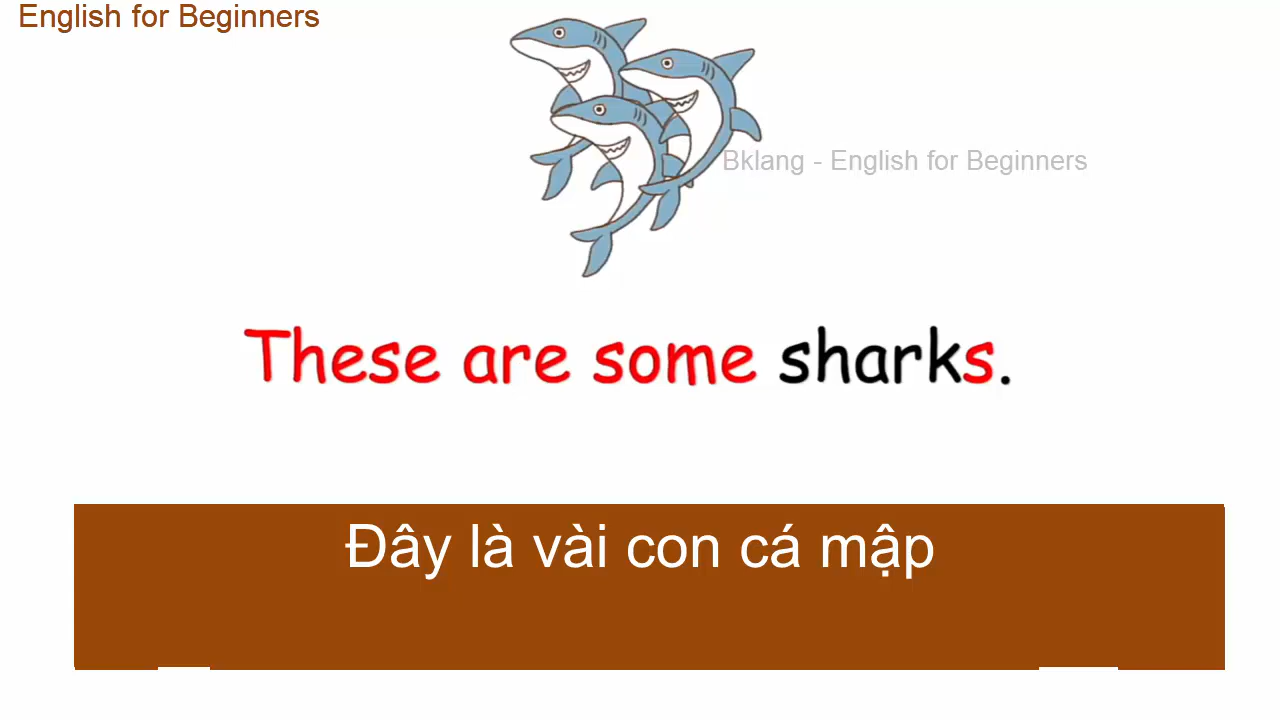 English for Beginners
Bklang - English for Beginners
These are some sharks.
Đây là vài con cá mập